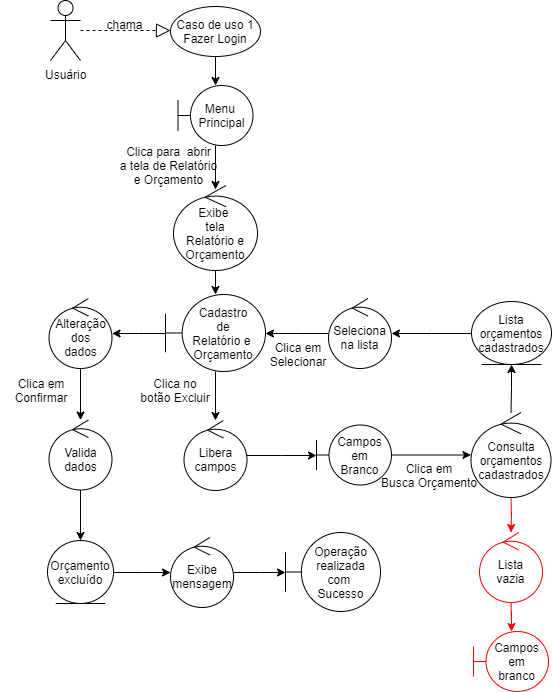 chama
Caso de uso 1
Fazer Login
Usuário
Menu
Principal
Clica para  abrir
a tela de Relatório
e Orçamento
Exibe
tela
Relatório e
Orçamento
Alteração
dos
dados
Cadastro
de
Relatório e
Orçamento
Clica em
Selecionar
Seleciona
na lista
Lista
orçamentos
cadastrados
Clica em
Confirmar
Clica no
botão Excluir
Valida
dados
Libera
campos
Campos
em
Branco
Clica em
Busca Orçamento
Consulta
orçamentos
cadastrados
Orçamento
excluído
Exibe
mensagem
Operação
realizada
com
Sucesso
Lista
vazia
Campos
em
branco